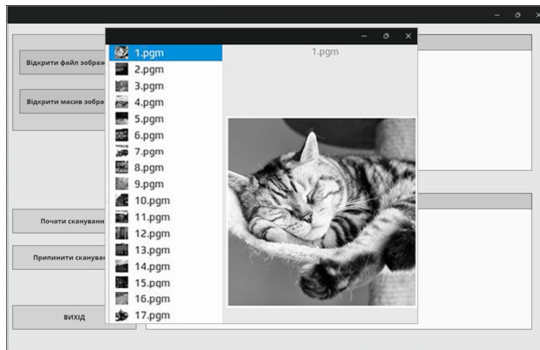 1.pgm
1.pgm
2.pgm
3.pgm
4.pgm
5.pgm
6.pgm
7.pgm
8.pgm
9.pgm
10.pgm
11.pgm
12.pgm
13.pgm
14.pgm
15.pgm
16.pgm
17.pgm
Відкрити файл зображ
Відкрити масив зобра
Почати скануванн
Припинити скануван
ВИХІД